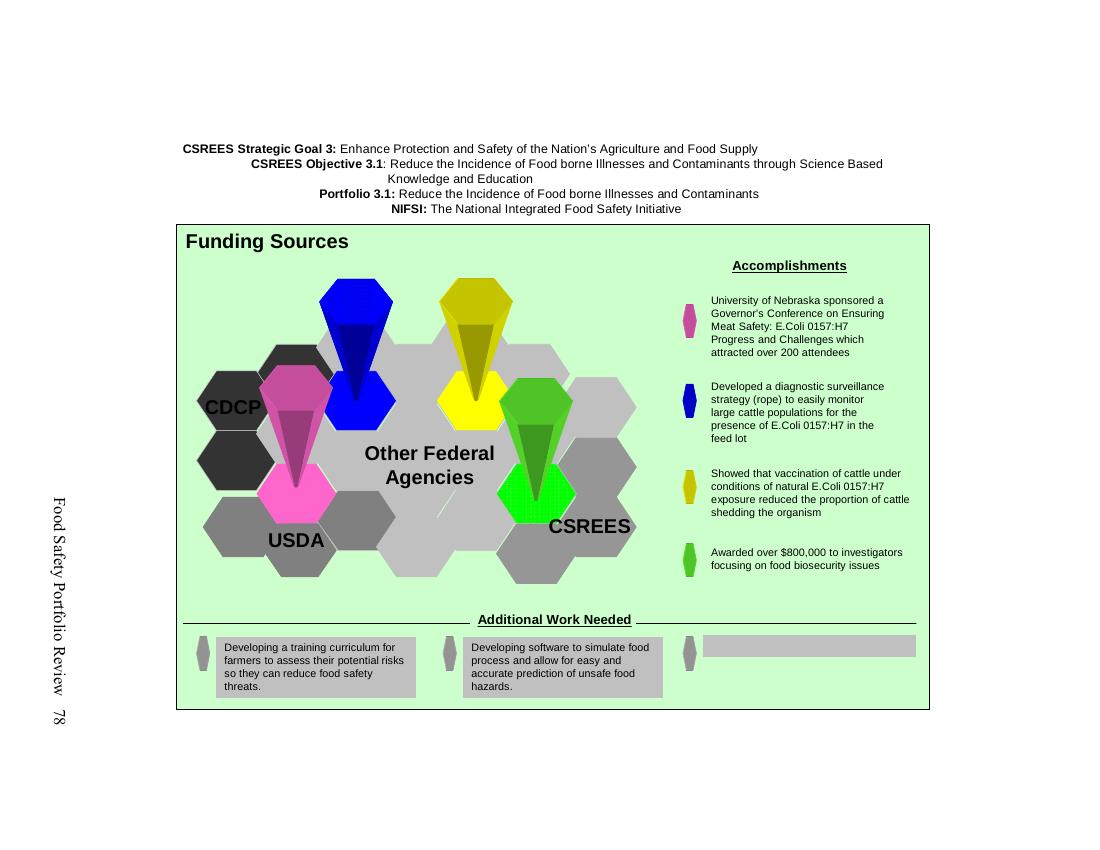 CSREES Strategic Goal 3: Enhance Protection and Safety of the Nation's Agriculture and Food Supply
CSREES Objective 3.1: Reduce the Incidence of Food borne Illnesses and Contaminants through Science Based
Knowledge and Education
Portfolio 3.1: Reduce the Incidence of Food borne Illnesses and Contaminants
NIFSI: The National Integrated Food Safety Initiative
Funding Sources
CDCP
Other Federal
Agencies
USDA
CSREES
Accomplishments
University of Nebraska sponsored a
Governor's Conference on Ensuring
Meat Safety: E.Coli 0157:H7
Progress and Challenges which
attracted over 200 attendees
Developed a diagnostic surveillance
strategy (rope) to easily monitor
large cattle populations for the
presence of E.Coli 0157:H7 in the
feed lot
Showed that vaccination of cattle under
conditions of natural E.Coli 0157:H7
exposure reduced the proportion of cattle
shedding the organism
Awarded over $800,000 to investigators
focusing on food biosecurity issues
Additional Work Needed
Developing a training curriculum for
farmers to assess their potential risks
so they can reduce food safety
threats.
Developing software to simulate food
process and allow for easy and
accurate prediction of unsafe food
hazards.
Food Safety Portfolio Review 78